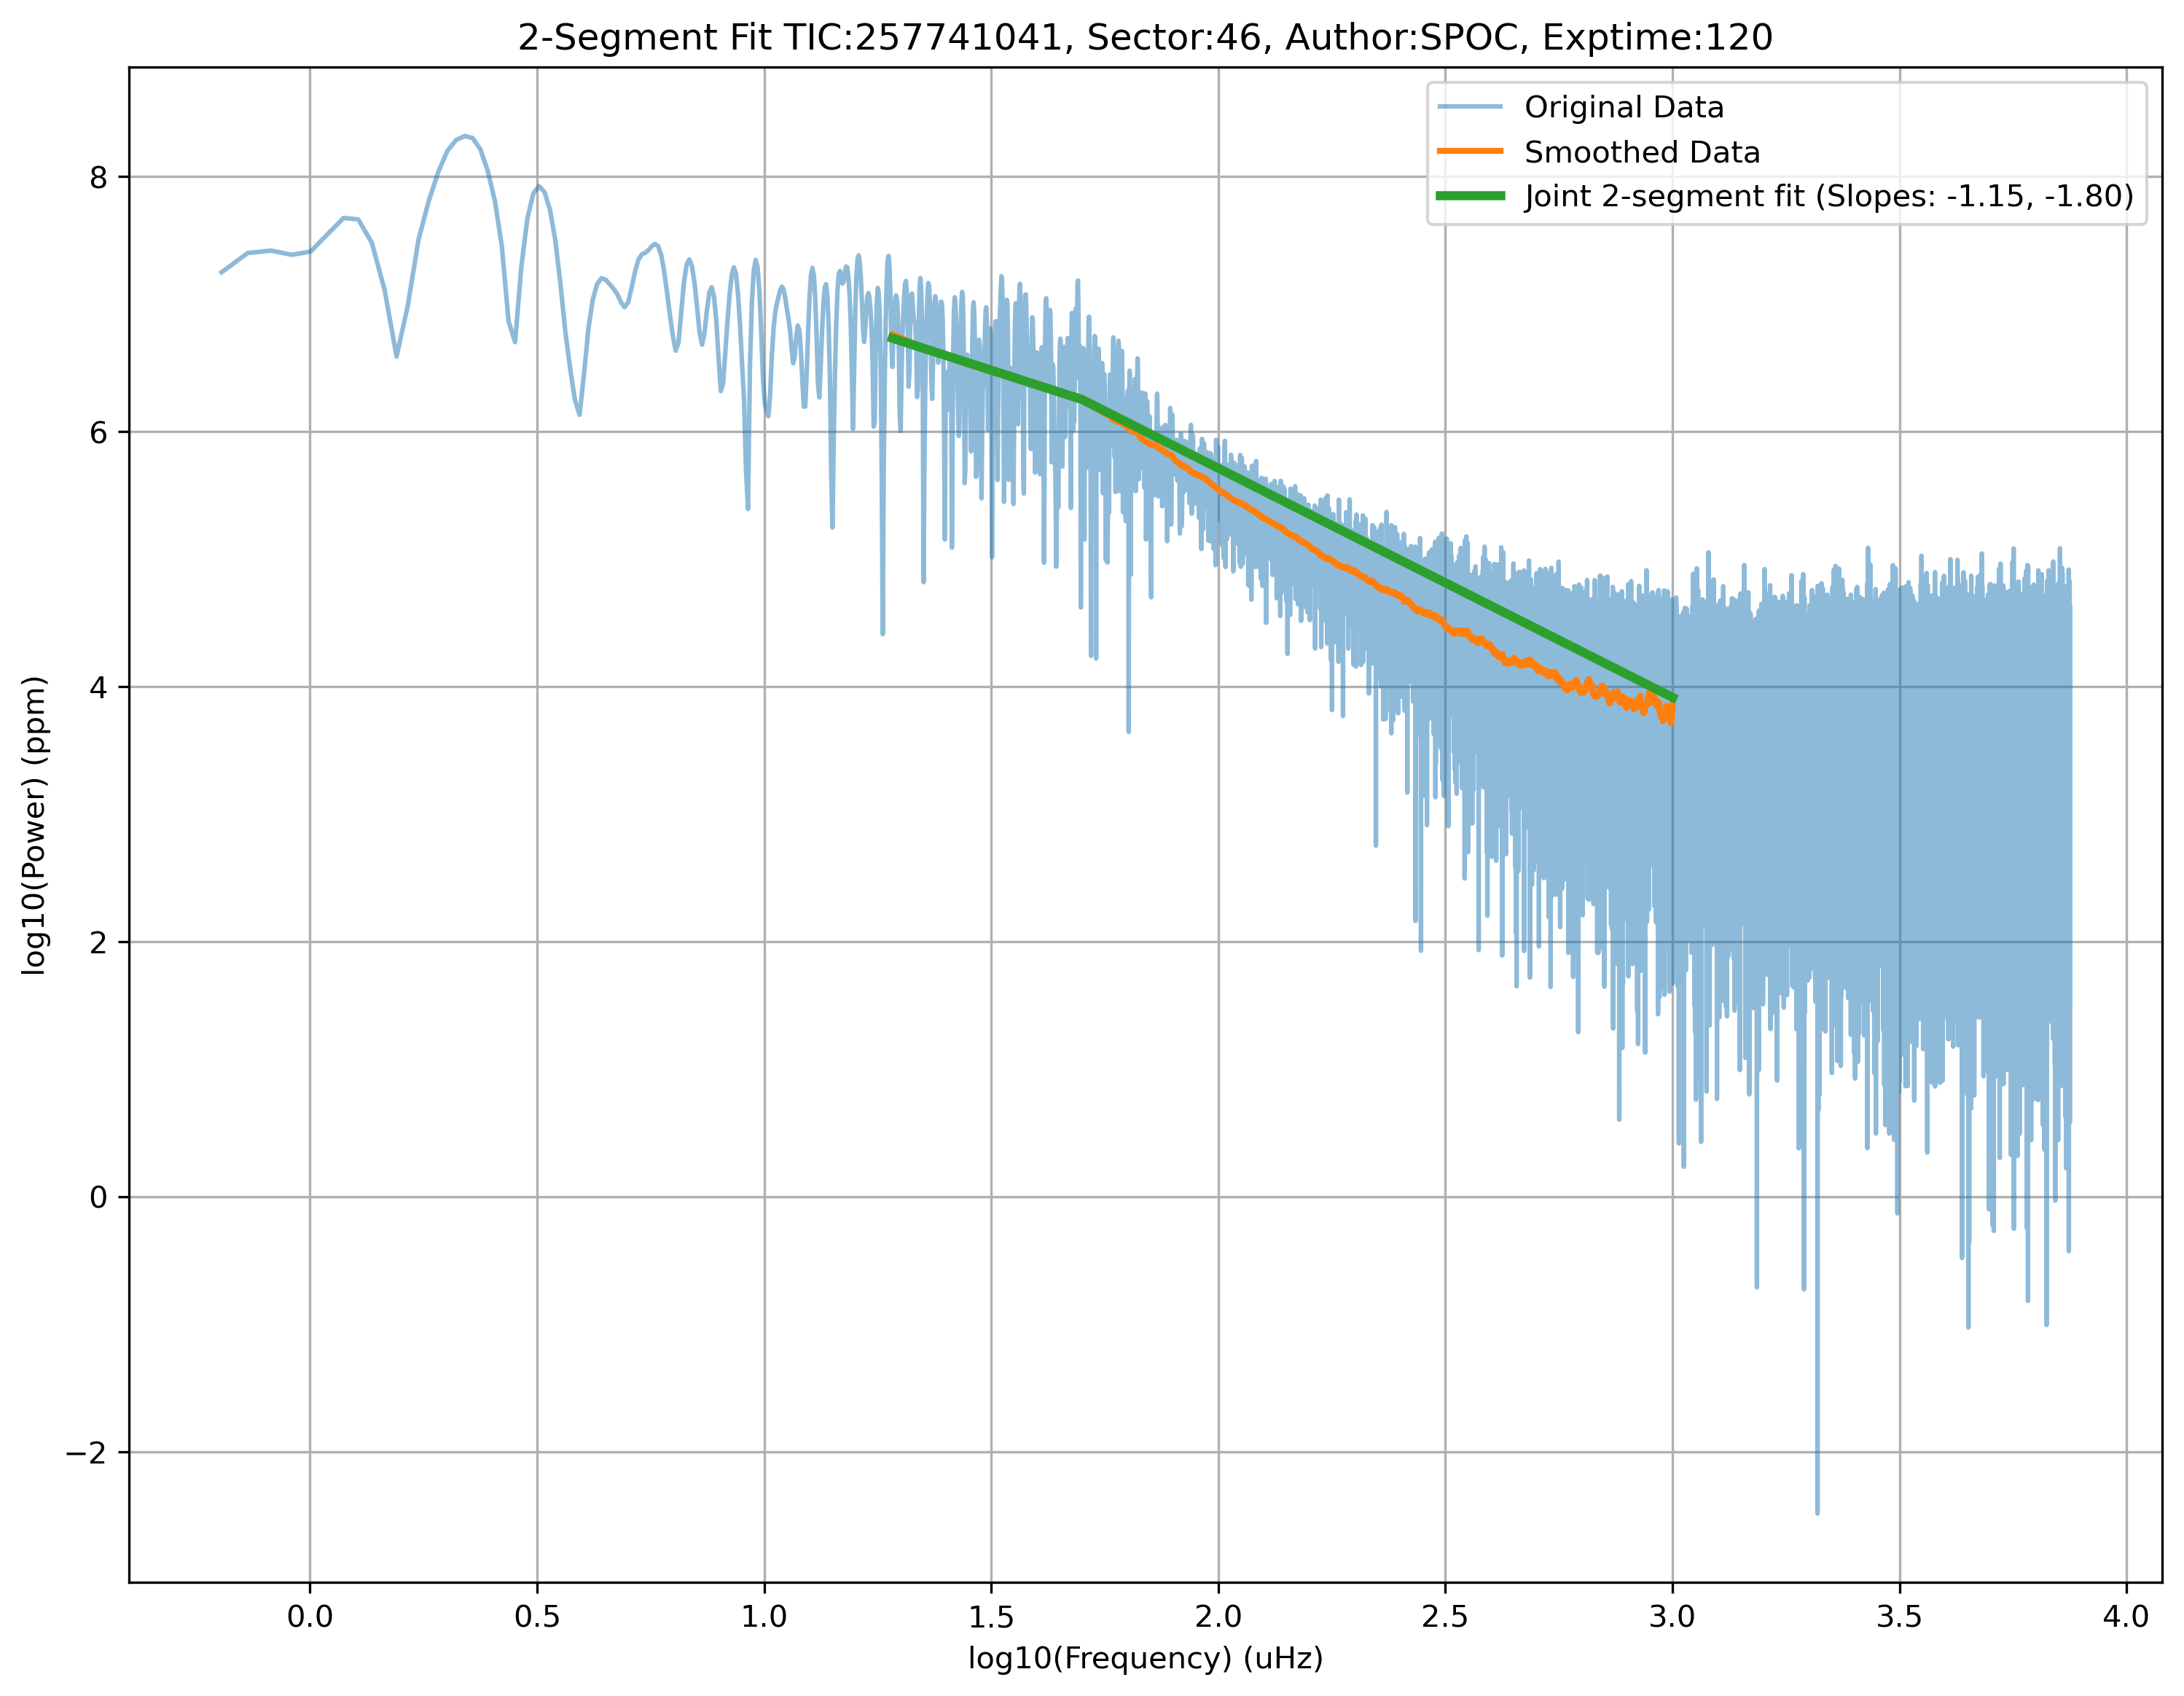 2-Segment Fit TIC:257741041, Sector:46, Author:SPOC, Exptime:120
Original Data
Smoothed Data
Joint 2-segment fit (Slopes: -1.15, -1.80)
log10(Power) (ppm)
8
6
4
2
0
−2
0.0 0.5 1.0 1.5 2.0 2.5 3.0 3.5 4.0
log10(Frequency) (uHz)